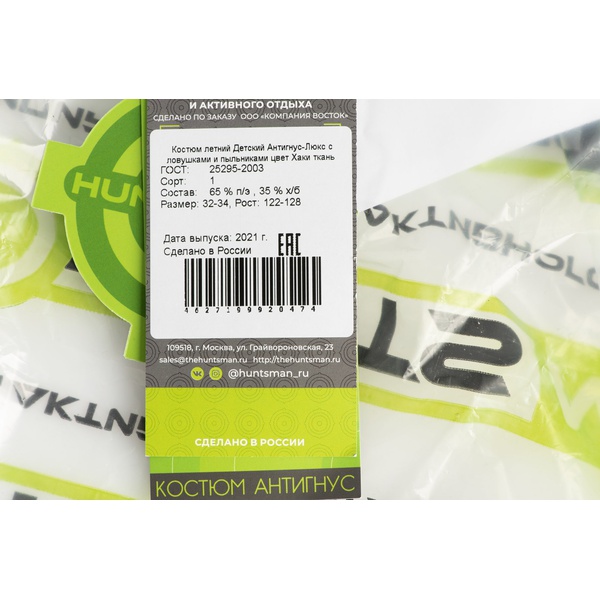 И АКТИВНОГО ОТДЫХА
СДЕЛАНО ПО ЗАКАЗУ ООО «КОМПАНИЯ ВОСТОК»
Костюм летний Детский Антигнус-Люкс с
ловушками и пыльниками цвет Хаки ткань
ГОСТ: 25295-2003
Сорт: 1
Состав: 65 % п/э , 35 % х/б
Размер: 32-34, Рост: 122-128
Дата выпуска: 2021 г.
Сделано в России
EAC
4627199920474
109518, г. Москва, ул. Грайвороновская, 23
sales@thehuntsman.ru http://thehuntsman.ru
@huntsman_ru
СДЕЛАНО В РОССИИ
КОСТЮМ АНТИГНУС
HUN
АКТИВНОГО